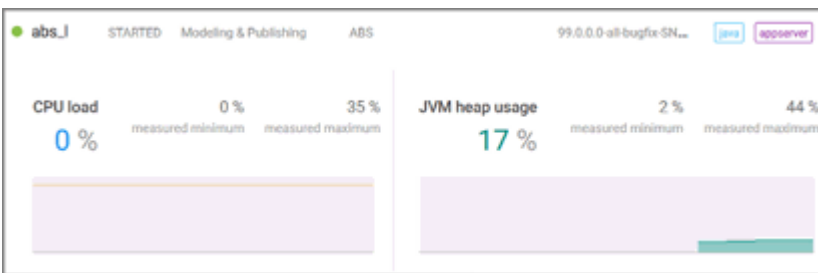 abs_l STARTED Modeling & Publishing ABS 99.0.0.0-all-bugfix-SN... java appserver
CPU load 0 % 35 % JVM heap usage 2 % 44 %
0 % measured minimum measured maximum 17 % measured minimum measured maximum